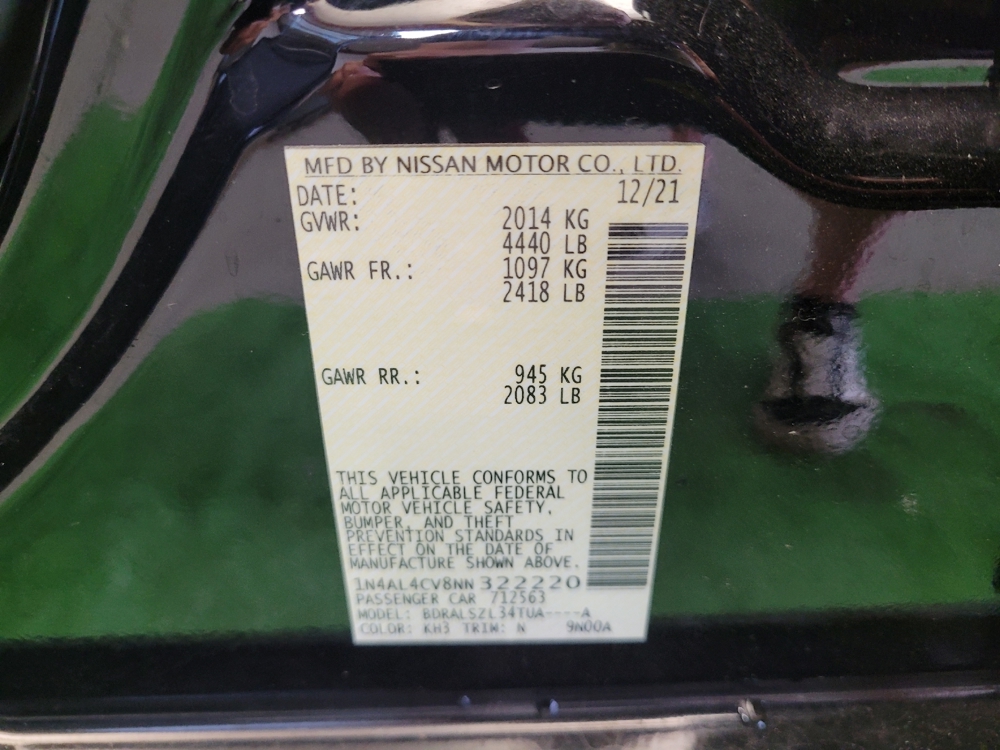 MFD BY NISSAN MOTOR CO., LTD.
DATE: 12/21
GVWR: 2014 KG
4440 LB
GAWR FR.: 1097 KG
2418 LB
GAWR RR.: 945 KG
2083 LB
THIS VEHICLE CONFORMS TO
ALL APPLICABLE FEDERAL
MOTOR VEHICLE SAFETY,
BUMPER, AND THEFT
PREVENTION STANDARDS IN
EFFECT ON THE DATE OF
MANUFACTURE SHOWN ABOVE.
1N4AL4CV8NN 322220
PASSENGER CAR 712563
MODEL: BDRALSZL34TUA----A
COLOR: KH3 TRIM: N 9N00A